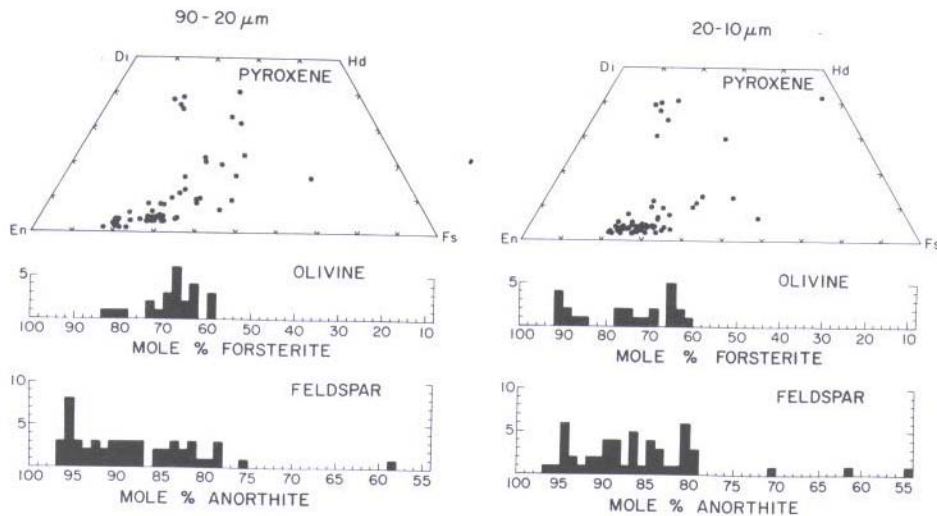 90-20 μm
Di Hd
PYROXENE
En Fs
5
OLIVINE
100 90 80 70 60 50 40 30 20 10
MOLE % FORSTERITE
10
FELDSPAR
5
100 95 90 85 80 75 70 65 60 55
MOLE % ANORTHITE
20-10 μm
Di Hd
PYROXENE
En Fs
5
OLIVINE
100 90 80 70 60 50 40 30 20 10
MOLE % FORSTERITE
10
FELDSPAR
5
100 95 90 85 80 75 70 65 60 55
MOLE % ANORTHITE